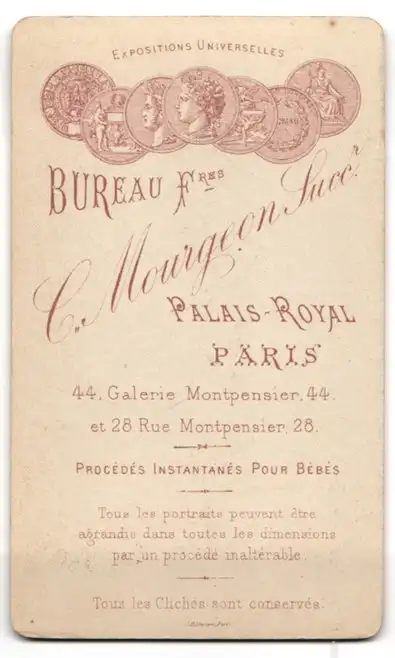 Expositions Universelles
Bureau Fres
C. Mourgeon Succr
Palais-Royal
Paris
44, Galerie Montpensier, 44.
et 28 Rue Montpensier, 28.
Procédés Instantanés Pour Bébés
Tous les portraits peuvent être
agrandis dans toutes les dimensions
par un procédé inaltérable.
Tous les Clichés sont conservés.